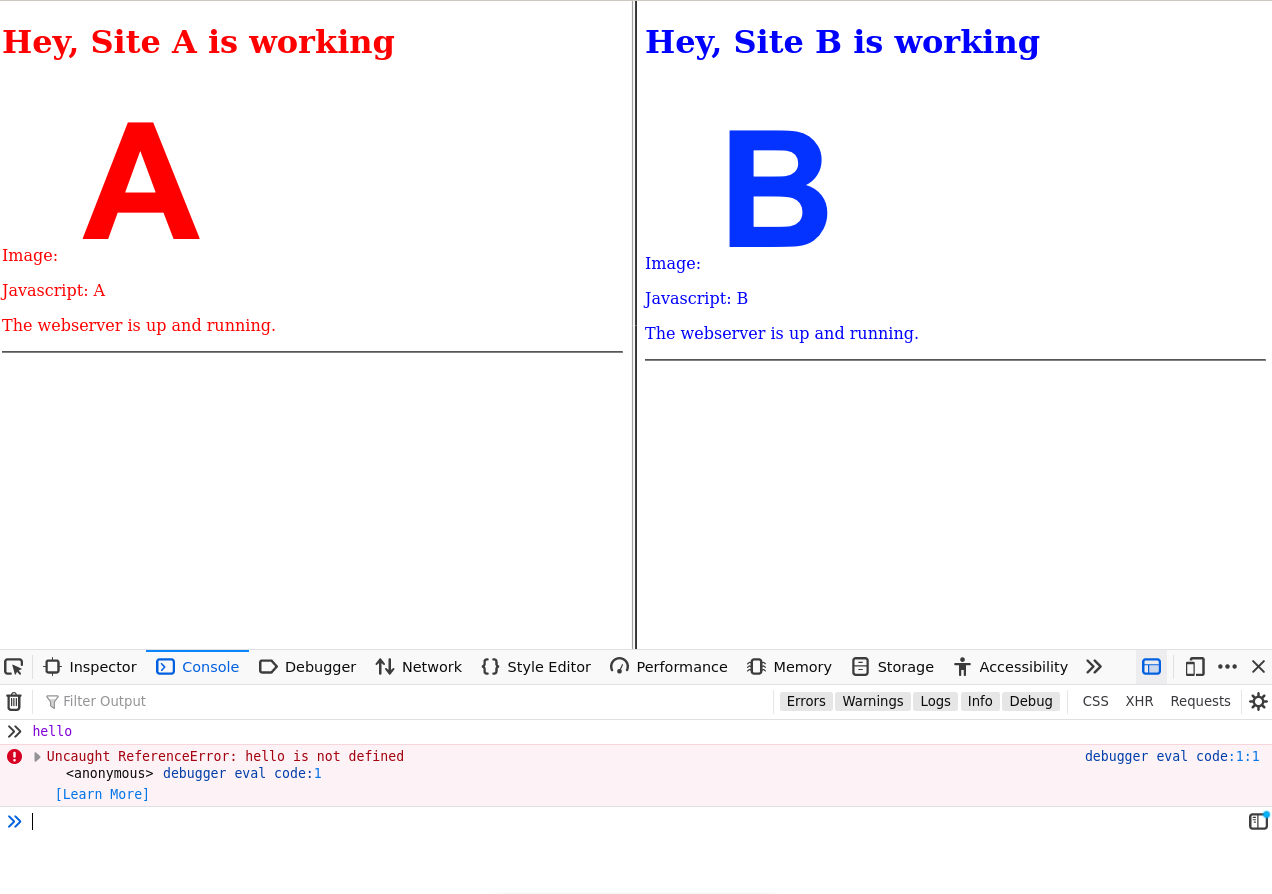 Hey, Site A is working
A
Image:
Javascript: A
The webserver is up and running.
Hey, Site B is working
B
Image:
Javascript: B
The webserver is up and running.
Inspector Console Debugger Network Style Editor Performance Memory Storage Accessibility
Filter Output Errors Warnings Logs Info Debug CSS XHR Requests
hello
Uncaught ReferenceError: hello is not defined debugger eval code:1:1
<anonymous> debugger eval code:1
[Learn More]